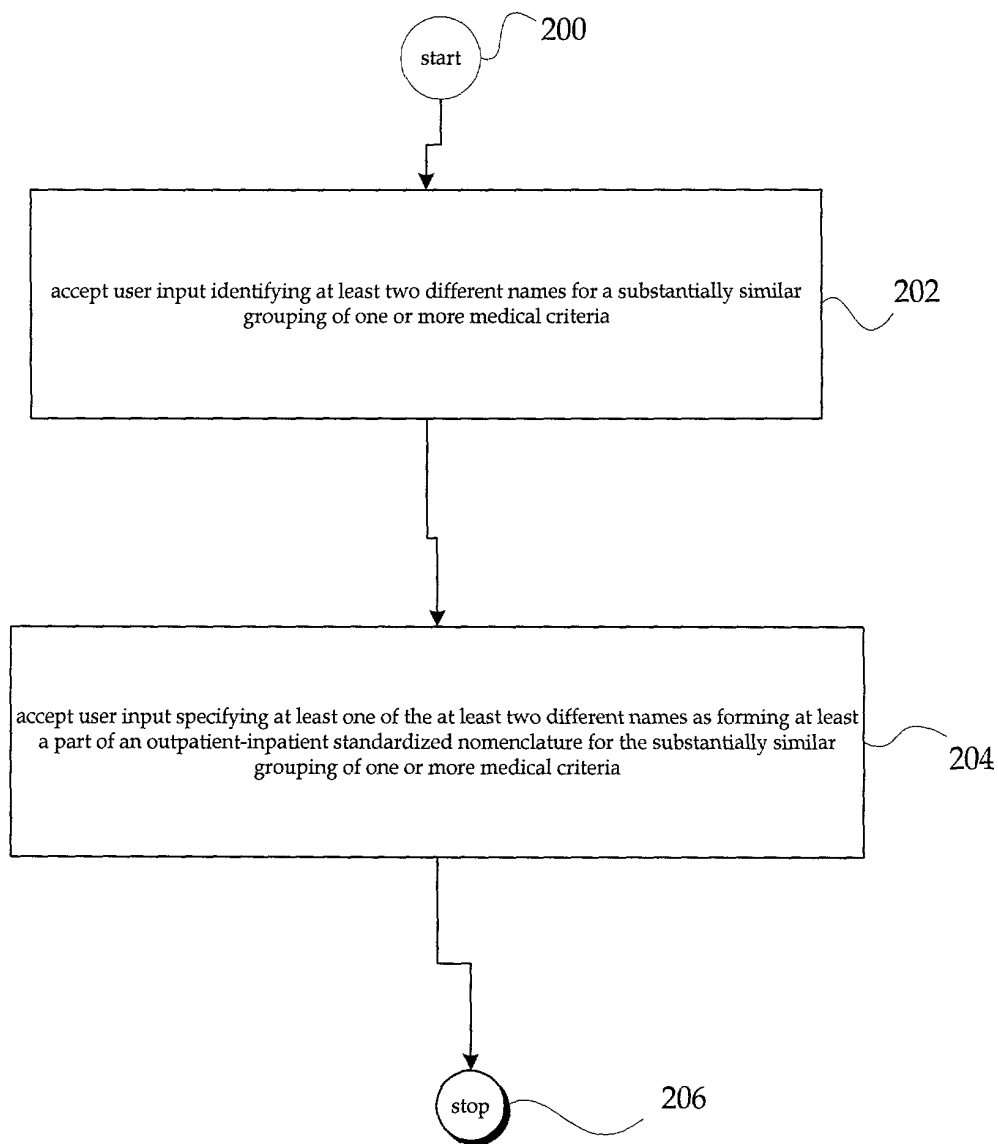 200
start
accept user input identifying at least two different names for a substantially similar
grouping of one or more medical criteria
202
accept user input specifying at least one of the at least two different names as forming at least
a part of an outpatient-inpatient standardized nomenclature for the substantially similar
grouping of one or more medical criteria
204
stop
206